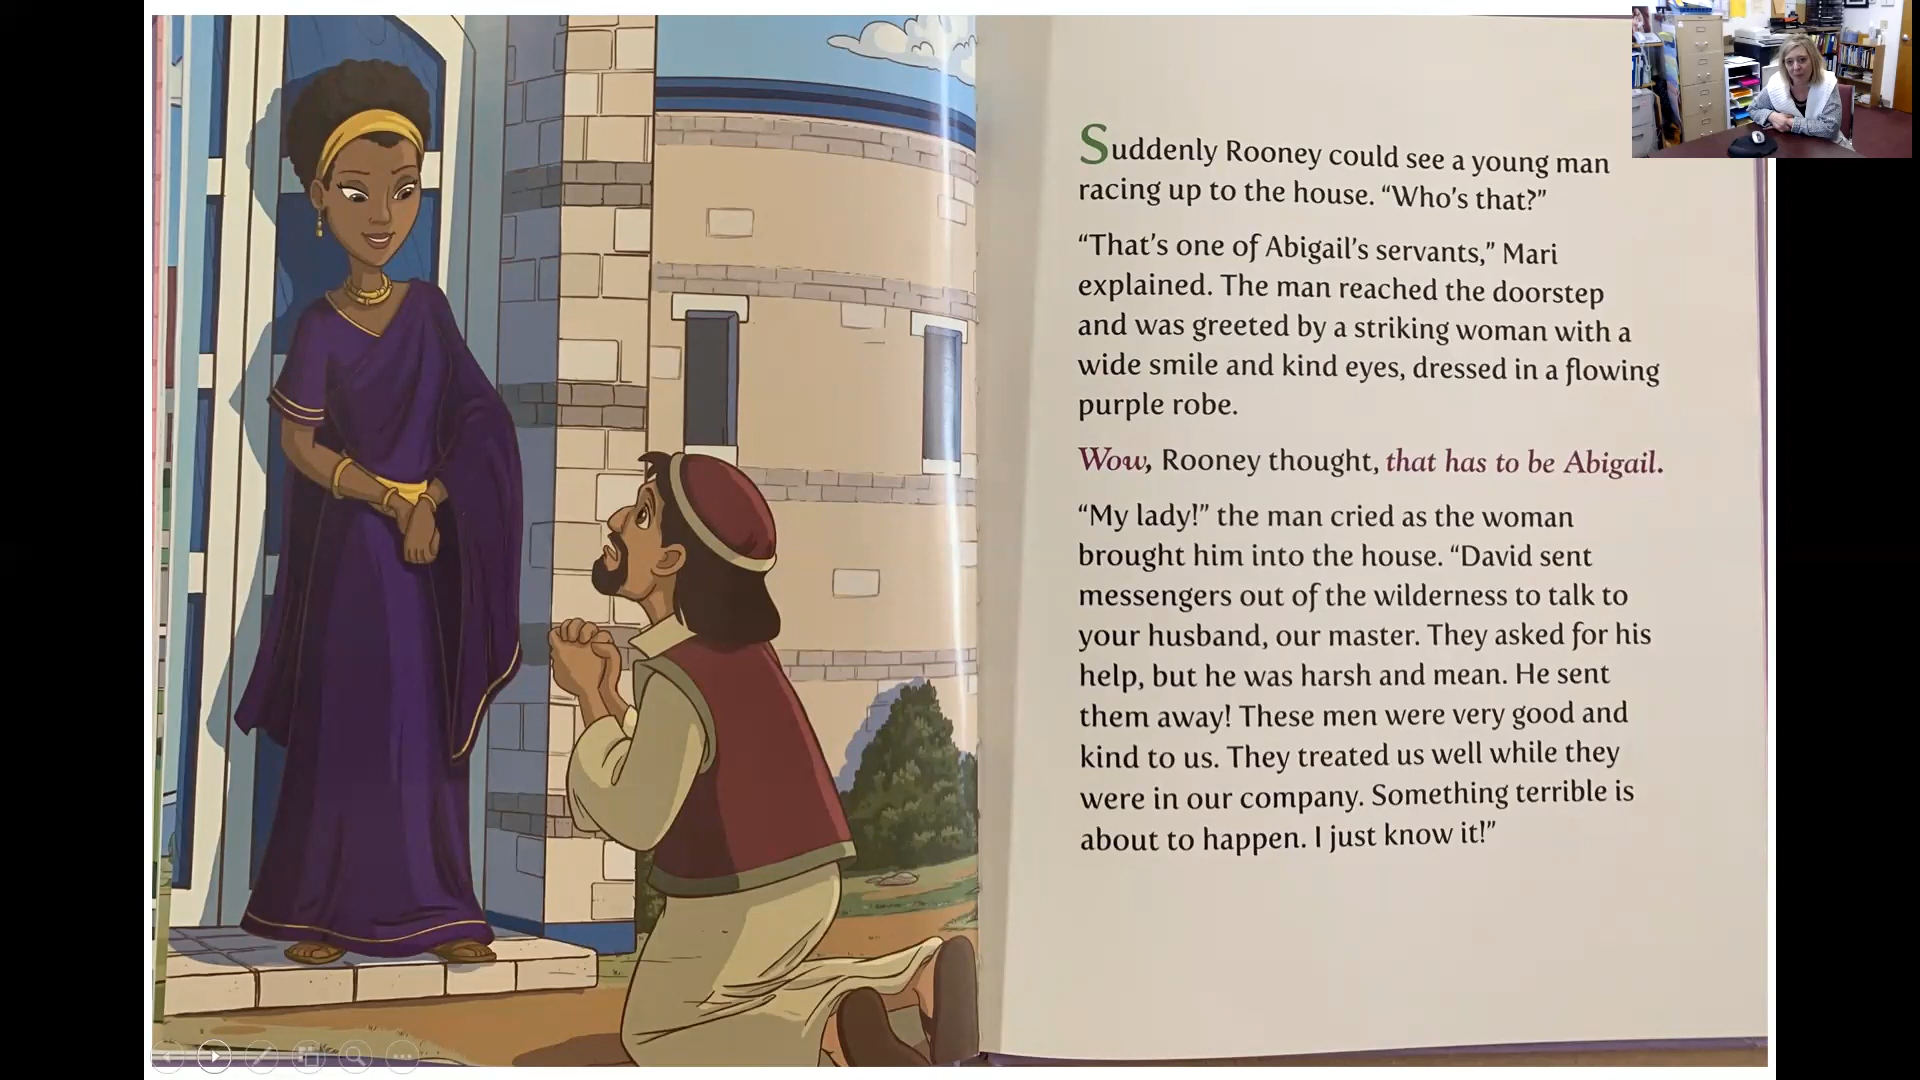 Suddenly Rooney could see a young man
racing up to the house. “Who’s that?”
“That’s one of Abigail’s servants,” Mari
explained. The man reached the doorstep
and was greeted by a striking woman with a
wide smile and kind eyes, dressed in a flowing
purple robe.
Wow, Rooney thought, that has to be Abigail.
“My lady!” the man cried as the woman
brought him into the house. “David sent
messengers out of the wilderness to talk to
your husband, our master. They asked for his
help, but he was harsh and mean. He sent
them away! These men were very good and
kind to us. They treated us well while they
were in our company. Something terrible is
about to happen. I just know it!”